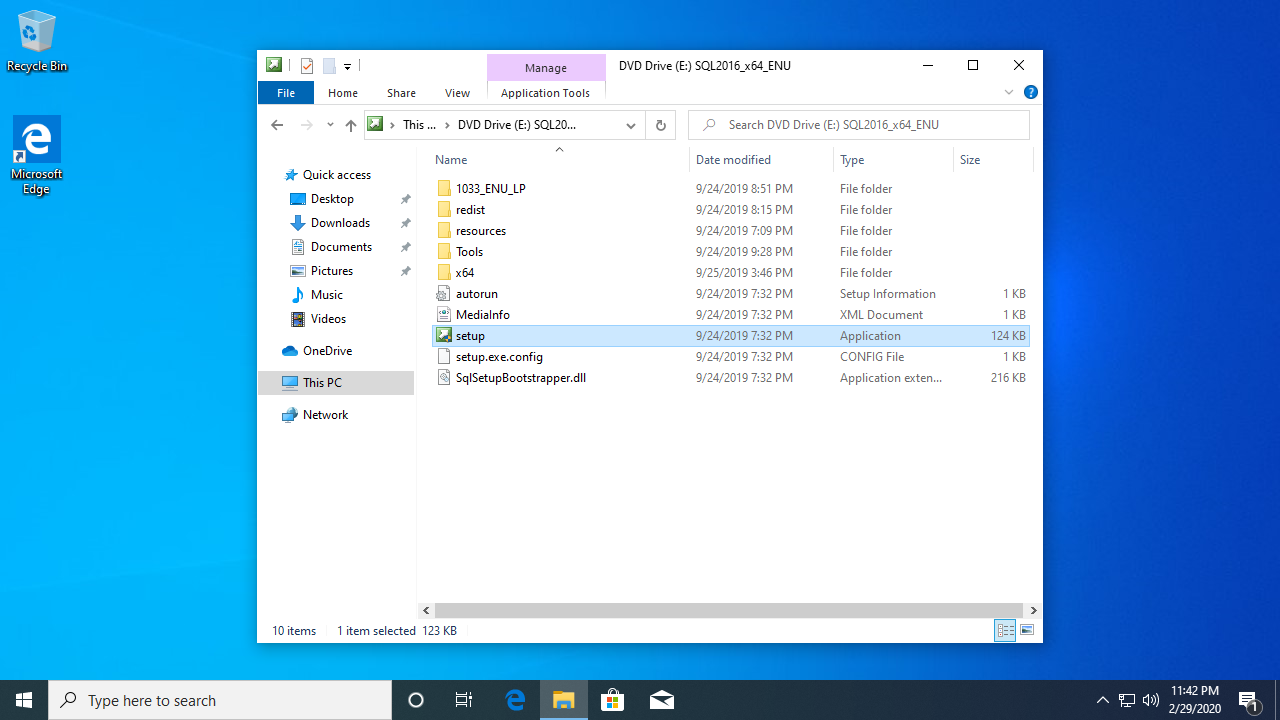 Recycle Bin
Microsoft
Edge
Manage
DVD Drive (E:) SQL2016_x64_ENU
File
Home
Share
View
Application Tools
?
This ...
DVD Drive (E:) SQL20...
Search DVD Drive (E:) SQL2016_x64_ENU
Name
Date modified
Type
Size
Quick access
Desktop
Downloads
Documents
Pictures
Music
Videos
OneDrive
This PC
Network
1033_ENU_LP 9/24/2019 8:51 PM File folder
redist 9/24/2019 8:15 PM File folder
resources 9/24/2019 7:09 PM File folder
Tools 9/24/2019 9:28 PM File folder
x64 9/25/2019 3:46 PM File folder
autorun 9/24/2019 7:32 PM Setup Information 1 KB
MediaInfo 9/24/2019 7:32 PM XML Document 1 KB
setup 9/24/2019 7:32 PM Application 124 KB
setup.exe.config 9/24/2019 7:32 PM CONFIG File 1 KB
SqlSetupBootstrapper.dll 9/24/2019 7:32 PM Application exten... 216 KB
10 items
1 item selected 123 KB
Type here to search
11:42 PM
2/29/2020
1